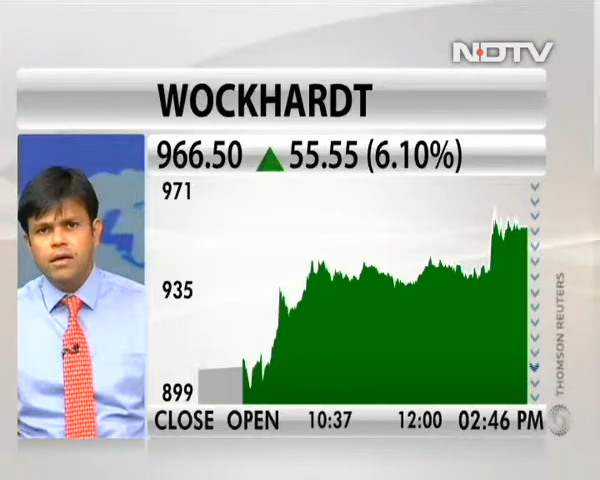 NDTV
WOCKHARDT
966.50 ▲ 55.55 (6.10%)
971
935
899
CLOSE OPEN 10:37 12:00 02:46 PM
THOMSON REUTERS